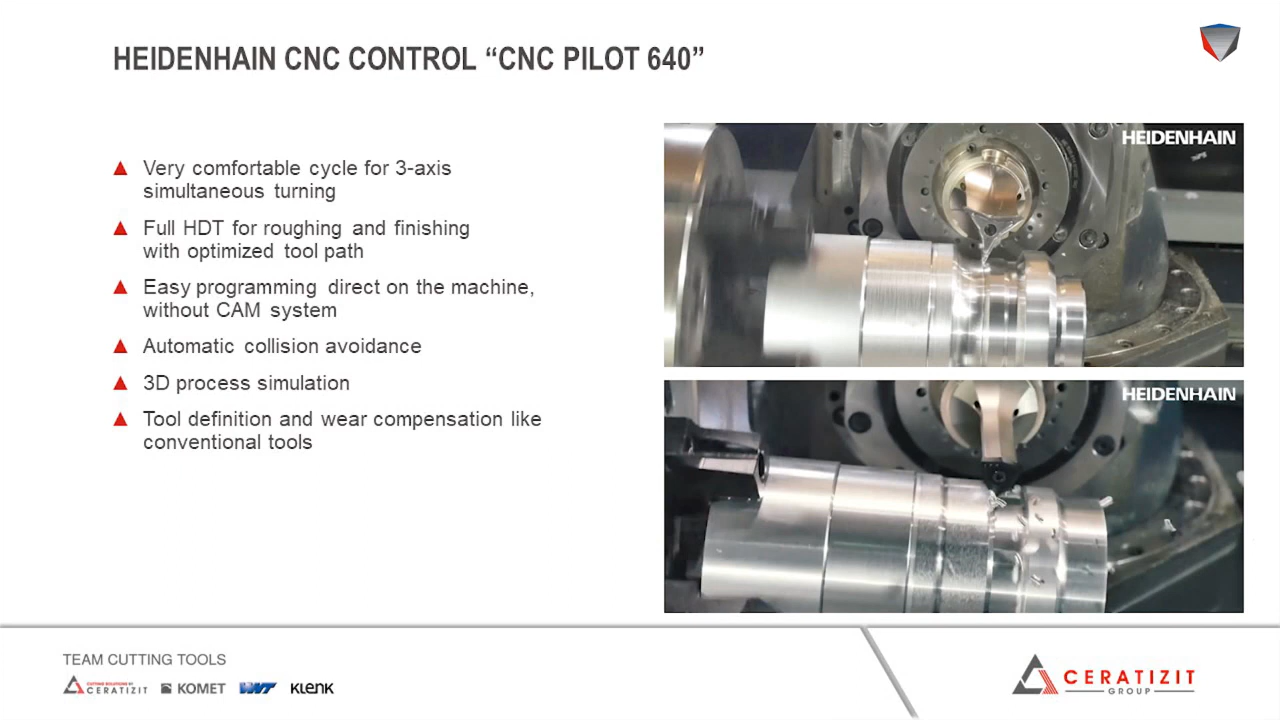 HEIDENHAIN CNC CONTROL “CNC PILOT 640”
Very comfortable cycle for 3-axis
simultaneous turning
Full HDT for roughing and finishing
with optimized tool path
Easy programming direct on the machine,
without CAM system
Automatic collision avoidance
3D process simulation
Tool definition and wear compensation like
conventional tools
HEIDENHAIN
HEIDENHAIN
TEAM CUTTING TOOLS
CUTTING SOLUTIONS BY
CERATIZIT
KOMET
WNT
KLENK
CERATIZIT
GROUP